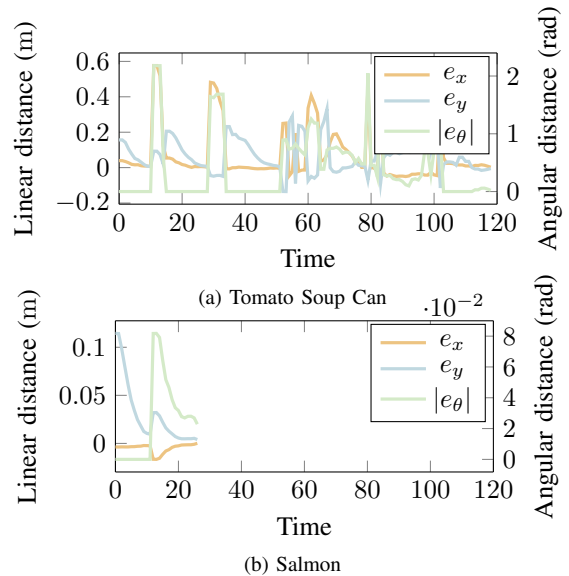 Linear distance (m)
0.6
0.4
0.2
0
−0.2
0 20 40 60 80 100 120
Time
e_x
e_y
|e_θ|
2
1
0
Angular distance (rad)
(a) Tomato Soup Can
Linear distance (m)
0.1
0.05
0
0 20 40 60 80 100 120
Time
e_x
e_y
|e_θ|
·10−2
8
6
4
2
0
Angular distance (rad)
(b) Salmon